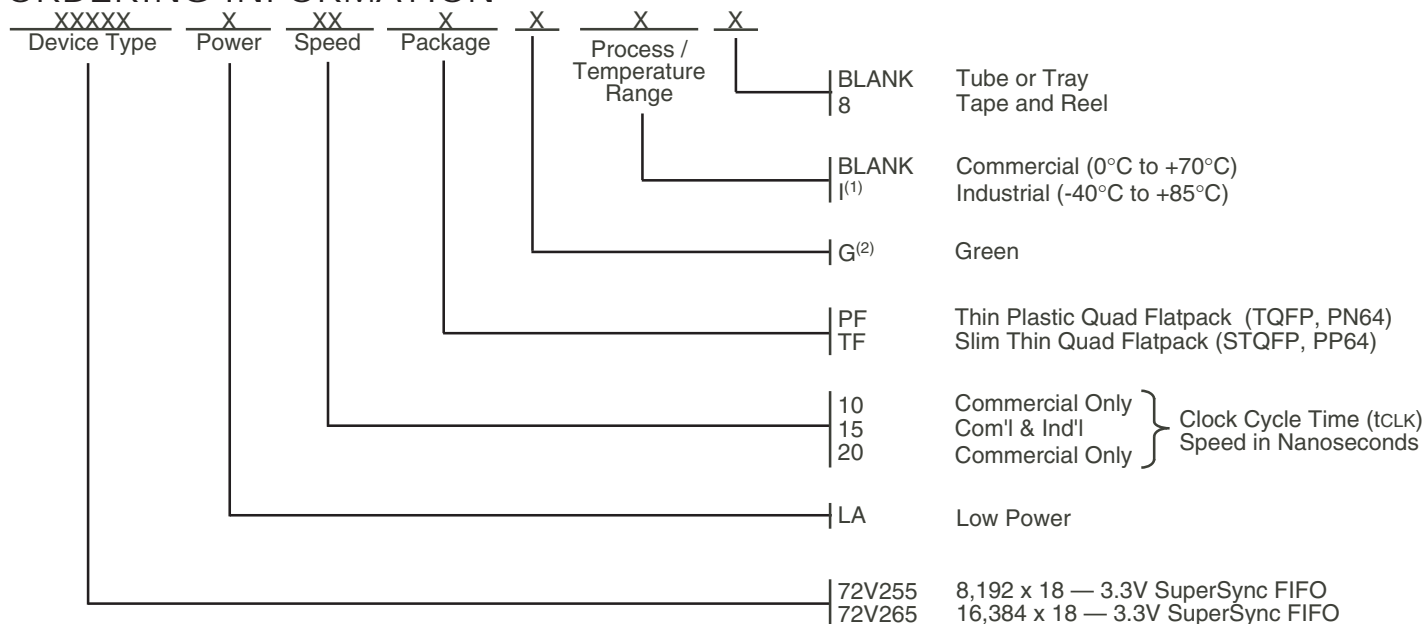 ORDERING INFORMATION
XXXXX X XX X X X X
Device Type Power Speed Package Process /
Temperature
Range
BLANK Tube or Tray
8 Tape and Reel
BLANK Commercial (0°C to +70°C)
I(1) Industrial (-40°C to +85°C)
G(2) Green
PF Thin Plastic Quad Flatpack (TQFP, PN64)
TF Slim Thin Quad Flatpack (STQFP, PP64)
10 Commercial Only
15 Com'l & Ind'l
20 Commercial Only
Clock Cycle Time (tCLK)
Speed in Nanoseconds
LA Low Power
72V255 8,192 x 18 — 3.3V SuperSync FIFO
72V265 16,384 x 18 — 3.3V SuperSync FIFO